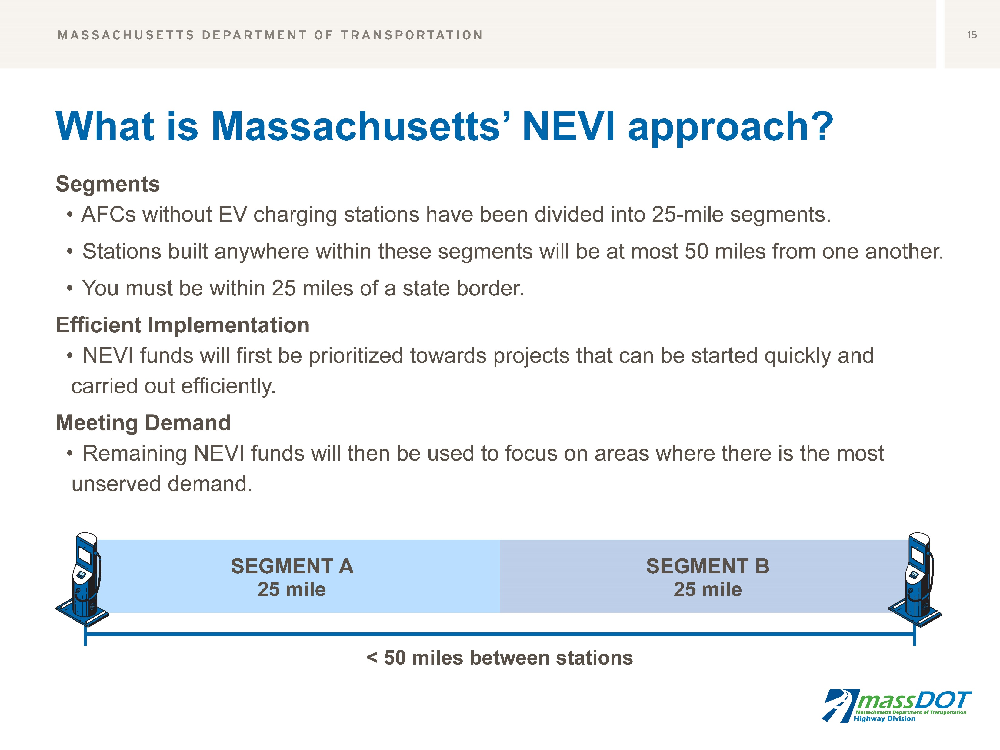 MASSACHUSETTS DEPARTMENT OF TRANSPORTATION
15
What is Massachusetts’ NEVI approach?
Segments
• AFCs without EV charging stations have been divided into 25-mile segments.
• Stations built anywhere within these segments will be at most 50 miles from one another.
• You must be within 25 miles of a state border.
Efficient Implementation
• NEVI funds will first be prioritized towards projects that can be started quickly and
carried out efficiently.
Meeting Demand
• Remaining NEVI funds will then be used to focus on areas where there is the most
unserved demand.
SEGMENT A
25 mile
SEGMENT B
25 mile
< 50 miles between stations
massDOT
Massachusetts Department of Transportation
Highway Division